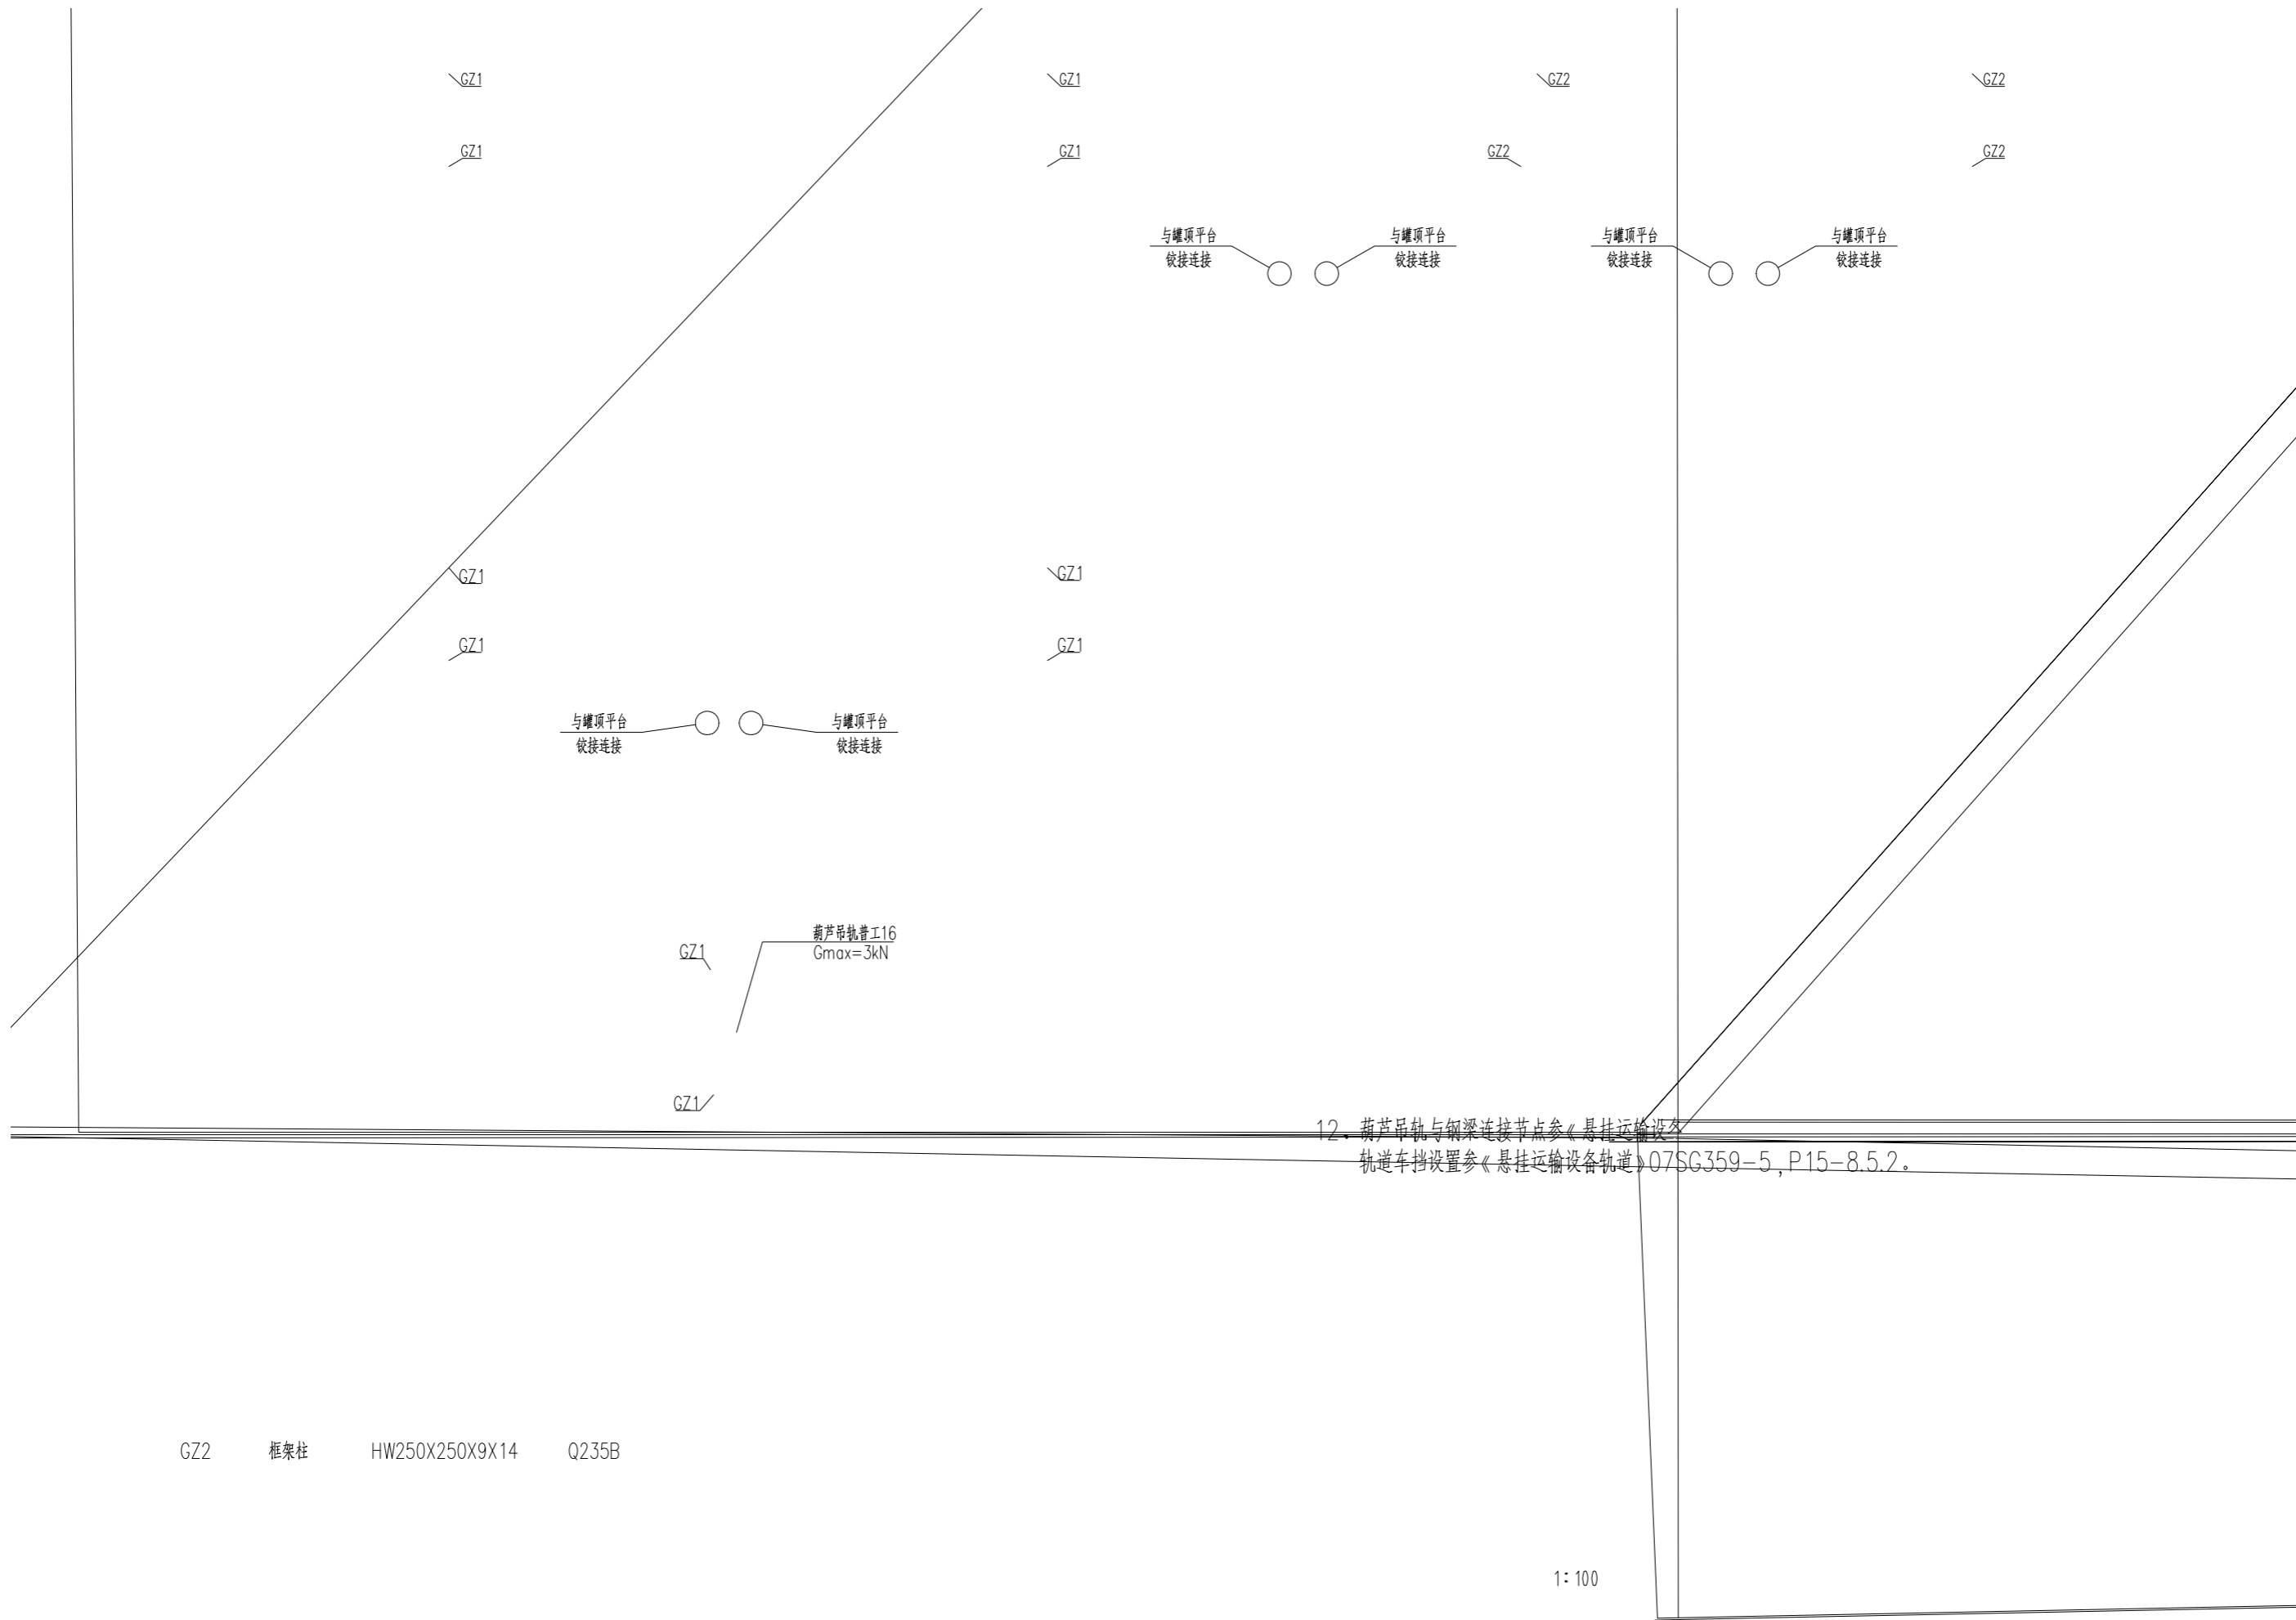 GZ1
GZ1
GZ2
GZ2
GZ1
GZ1
GZ2
GZ2
与罐顶平台
铰接连接
与罐顶平台
铰接连接
与罐顶平台
铰接连接
与罐顶平台
铰接连接
GZ1
GZ1
GZ1
GZ1
与罐顶平台
铰接连接
与罐顶平台
铰接连接
葫芦吊轨普工16
Gmax=3kN
GZ1
GZ1
12、葫芦吊轨与钢梁连接节点参《悬挂运输设备
轨道车挡设置参《悬挂运输设备轨道》07SG359-5,P15-8.5.2。
GZ2 框架柱 HW250X250X9X14 Q235B
1:100